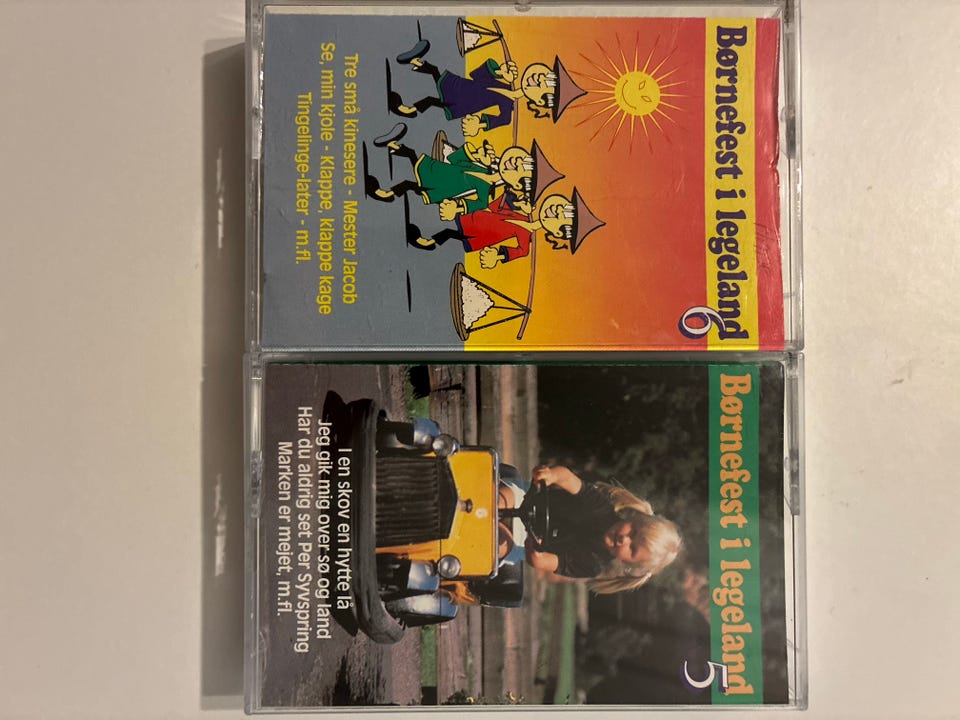 Børnefest i legeland
6
Tre små kinesere - Mester Jacob
Se, min kjole - Klappe, klappe kage
Tingelinge-later - m.fl.
Børnefest i legeland
5
I en skov en hytte lå
Jeg gik mig over sø og land
Har du aldrig set Per Syvspring
Marken er mejet, m.fl.